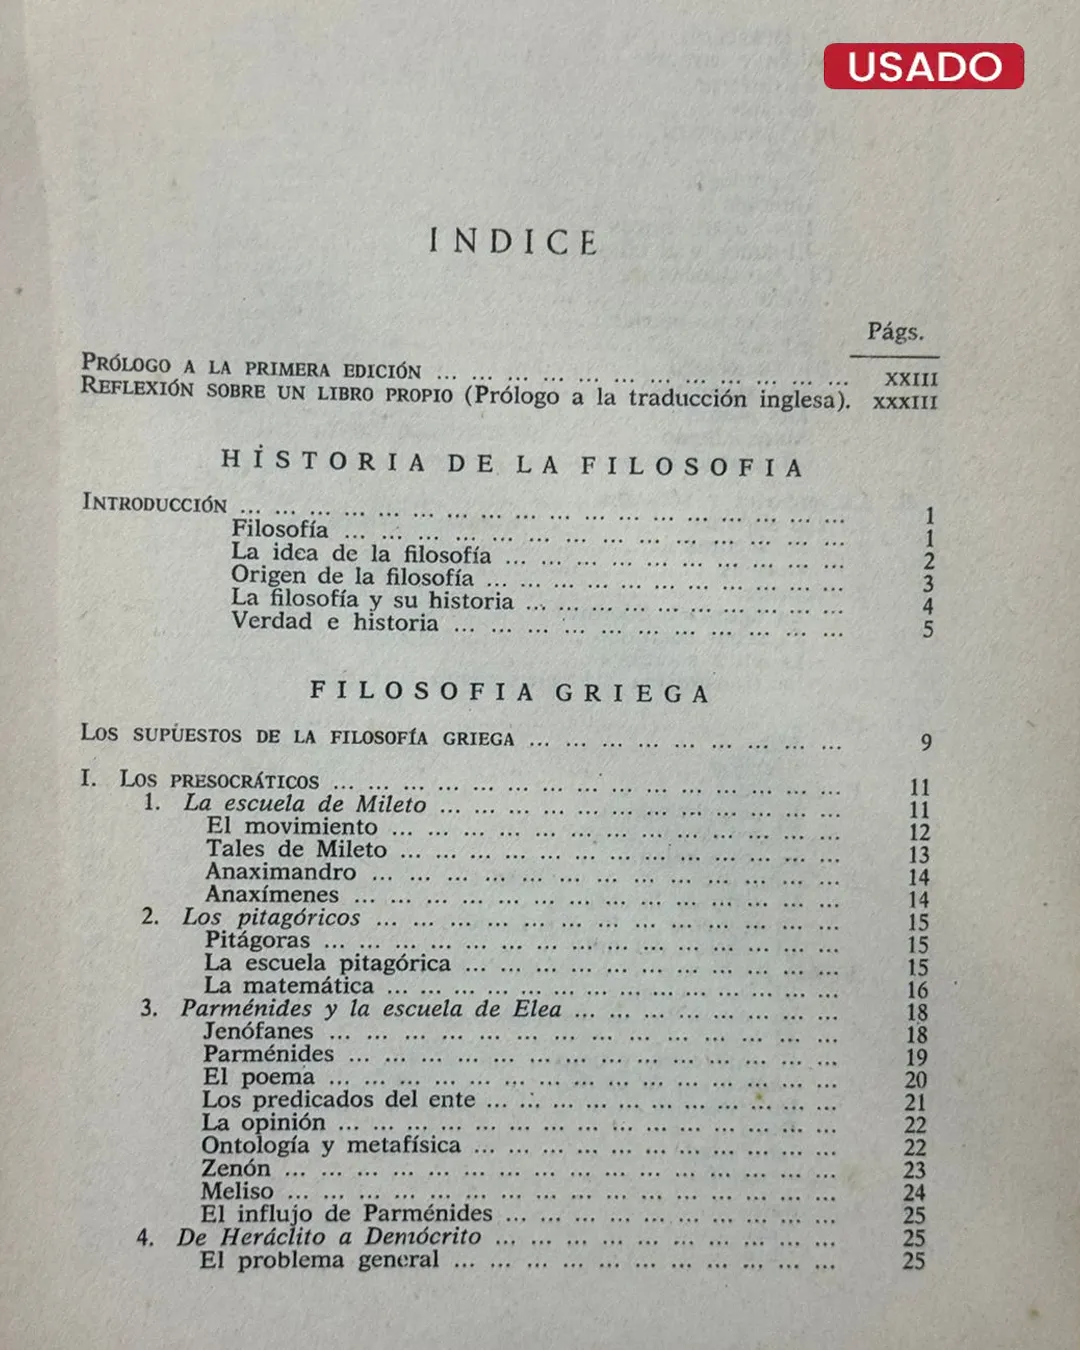 USADO
INDICE
Págs.
PRÓLOGO A LA PRIMERA EDICIÓN ... ... ... ... ... ... ... ... ... ... ... ... XXIII
REFLEXIÓN SOBRE UN LIBRO PROPIO (Prólogo a la traducción inglesa). XXXIII
HISTORIA DE LA FILOSOFIA
INTRODUCCIÓN ... ... ... ... ... ... ... ... ... ... ... ... ... ... ... ... ... ... 1
Filosofía ... ... ... ... ... ... ... ... ... ... ... ... ... ... 1
La idea de la filosofía ... ... ... ... ... ... ... ... ... ... 2
Origen de la filosofía ... ... ... ... ... ... ... ... ... ... 3
La filosofía y su historia ... ... ... ... ... ... ... ... ... 4
Verdad e historia ... ... ... ... ... ... ... ... ... ... ... 5
FILOSOFIA GRIEGA
LOS SUPUESTOS DE LA FILOSOFÍA GRIEGA ... ... ... ... ... ... ... ... ... 9
I. LOS PRESOCRÁTICOS ... ... ... ... ... ... ... ... ... ... ... ... ... ... 11
1. La escuela de Mileto ... ... ... ... ... ... ... ... ... ... ... 11
El movimiento ... ... ... ... ... ... ... ... ... ... ... ... 12
Tales de Mileto ... ... ... ... ... ... ... ... ... ... ... ... 13
Anaximandro ... ... ... ... ... ... ... ... ... ... ... ... ... 14
Anaxímenes ... ... ... ... ... ... ... ... ... ... ... ... ... 14
2. Los pitagóricos ... ... ... ... ... ... ... ... ... ... ... ... ... 15
Pitágoras ... ... ... ... ... ... ... ... ... ... ... ... ... ... 15
La escuela pitagórica ... ... ... ... ... ... ... ... ... ... 15
La matemática ... ... ... ... ... ... ... ... ... ... ... ... 16
3. Parménides y la escuela de Elea ... ... ... ... ... ... ... ... 18
Jenófanes ... ... ... ... ... ... ... ... ... ... ... ... ... ... 18
Parménides ... ... ... ... ... ... ... ... ... ... ... ... ... 19
El poema ... ... ... ... ... ... ... ... ... ... ... ... ... ... 20
Los predicados del ente ... ... ... ... ... ... ... ... ... ... 21
La opinión ... ... ... ... ... ... ... ... ... ... ... ... ... ... 22
Ontología y metafísica ... ... ... ... ... ... ... ... ... ... 22
Zenón ... ... ... ... ... ... ... ... ... ... ... ... ... ... ... 23
Meliso ... ... ... ... ... ... ... ... ... ... ... ... ... ... ... 24
El influjo de Parménides ... ... ... ... ... ... ... ... ... 25
4. De Heráclito a Demócrito ... ... ... ... ... ... ... ... ... ... 25
El problema general ... ... ... ... ... ... ... ... ... ... ... 25